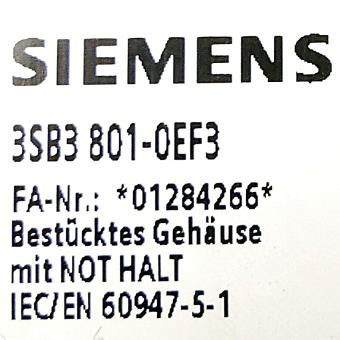 SIEMENS
3SB3 801-0EF3
FA-Nr.: *01284266*
Bestücktes Gehäuse
mit NOT HALT
IEC/EN 60947-5-1